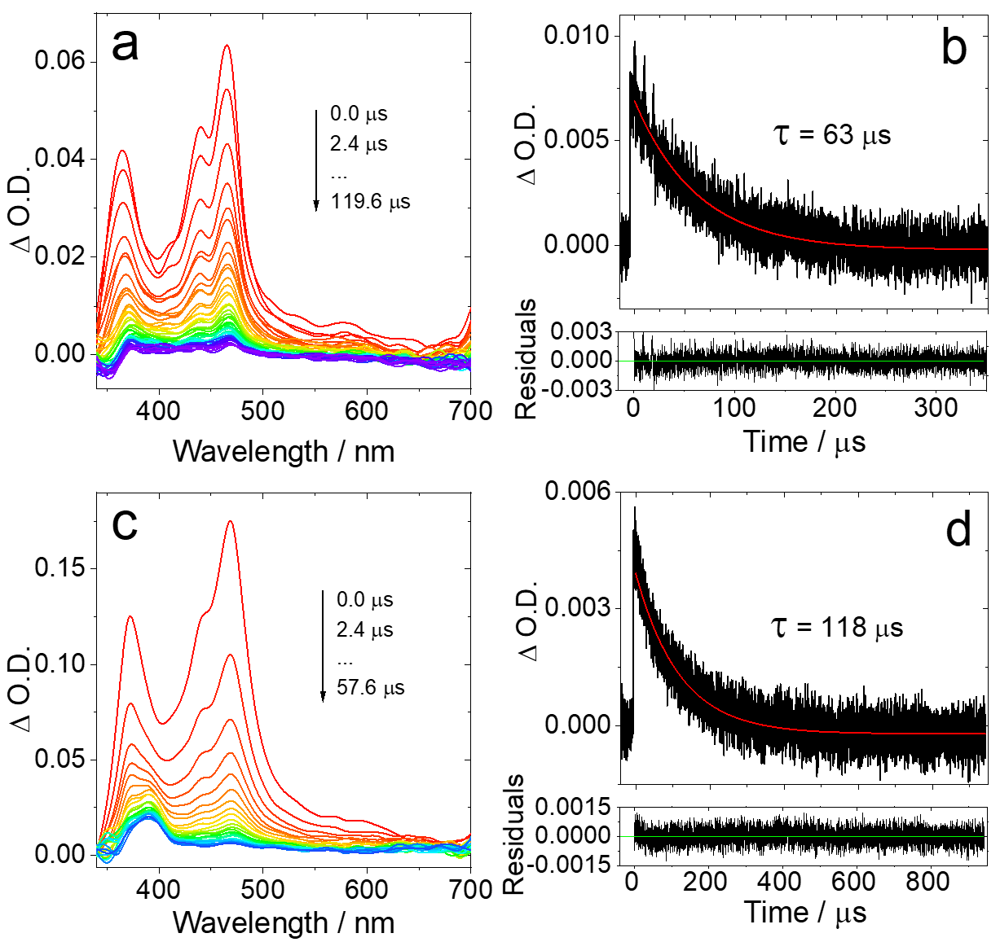 a
0.06
0.04
0.02
0.00
Δ O.D.
0.0 μs
2.4 μs
...
119.6 μs
400
500
600
700
Wavelength / nm
b
0.010
0.005
0.000
Δ O.D.
τ = 63 μs
Residuals
0.003
0.000
-0.003
0
100
200
300
Time / μs
c
0.15
0.10
0.05
0.00
Δ O.D.
0.0 μs
2.4 μs
...
57.6 μs
400
500
600
700
Wavelength / nm
d
0.006
0.003
0.000
Δ O.D.
τ = 118 μs
Residuals
0.0015
0.0000
-0.0015
0
200
400
600
800
Time / μs